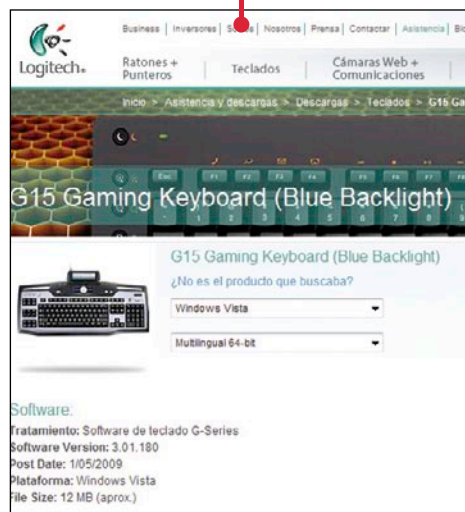 Business | Inversores | Socios | Nosotros | Prensa | Contactar | Asistencia |
Logitech
Ratones +
Punteros
Teclados
Cámaras Web +
Comunicaciones
Inicio > Asistencia y descargas > Descargas > Teclados > G15
G15 Gaming Keyboard (Blue Backlight)
G15 Gaming Keyboard (Blue Backlight)
¿No es el producto que buscaba?
Windows Vista
Multilingual 64-bit
Software:
Tratamiento: Software de teclado G-Series
Software Version: 3.01.180
Post Date: 1/05/2009
Plataforma: Windows Vista
File Size: 12 MB (aprox.)